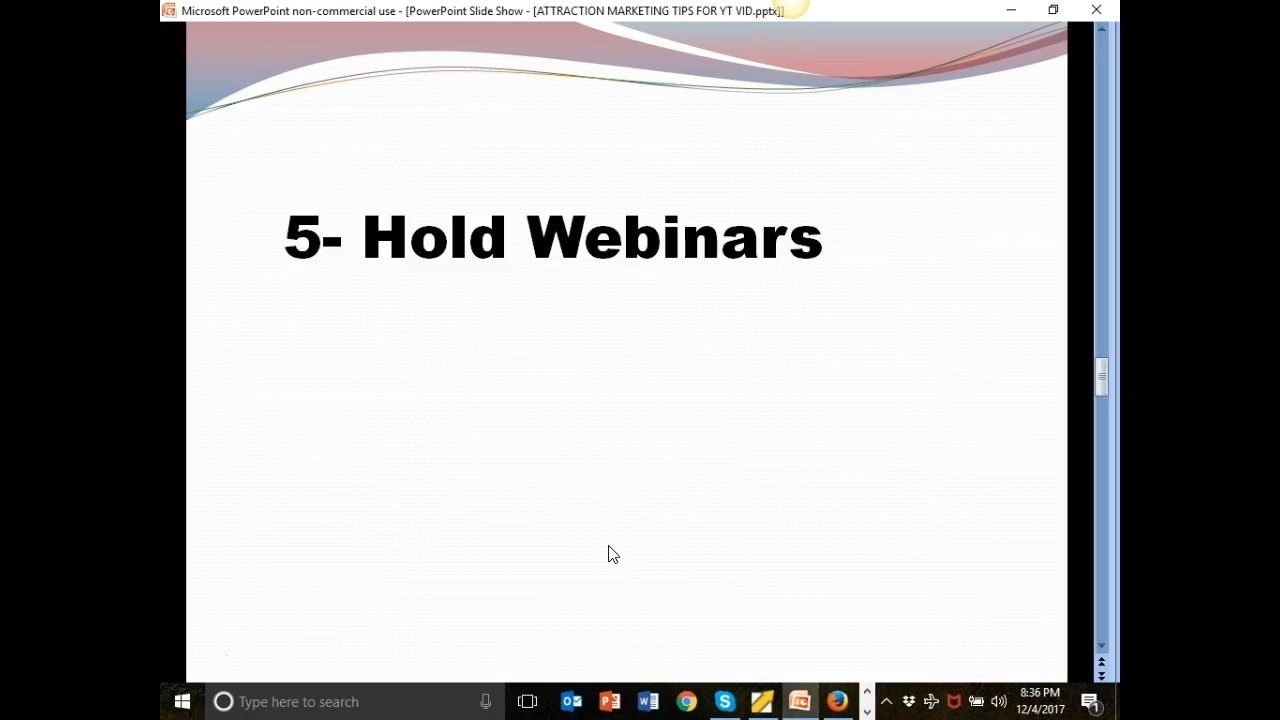 Microsoft PowerPoint non-commercial use - [PowerPoint Slide Show - [ATTRACTION MARKETING TIPS FOR YT VID.pptx]]
5- Hold Webinars
Type here to search
8:36 PM
12/4/2017
1